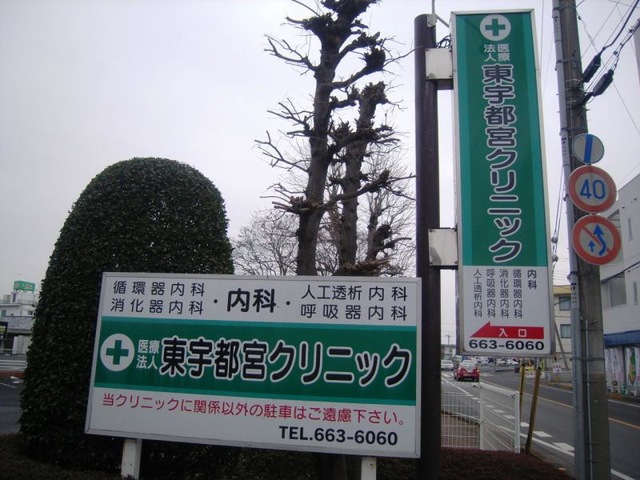 循環器内科・内科・人工透析内科
消化器内科 呼吸器内科
医療法人 東宇都宮クリニック
当クリニックに関係以外の駐車はご遠慮下さい。
TEL.663-6060
医療法人
東宇都宮クリニック
内科
循環器内科
消化器内科
呼吸器内科
人工透析内科
入口
663-6060
40